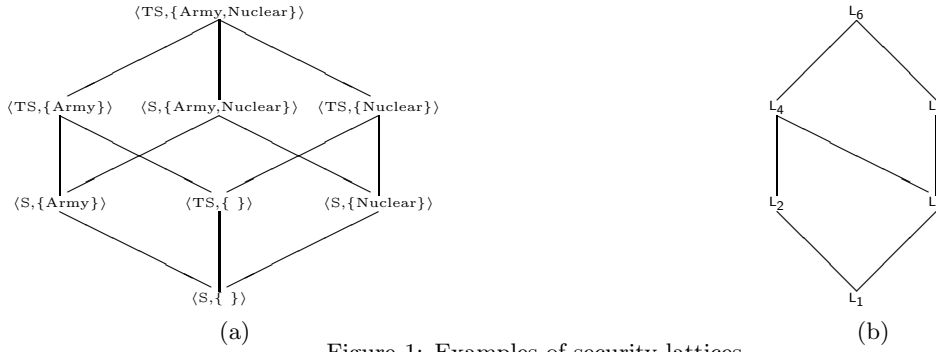 ⟨TS,{Army,Nuclear}⟩ L6
⟨TS,{Army}⟩ ⟨S,{Army,Nuclear}⟩ ⟨TS,{Nuclear}⟩ L4 L
⟨S,{Army}⟩ ⟨TS,{ }⟩ ⟨S,{Nuclear}⟩ L2 L
⟨S,{ }⟩ L1
(a) (b)
Figure 1: Examples of security lattices